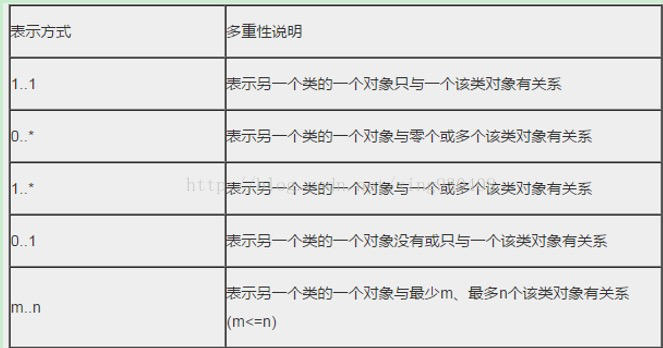 表示方式
多重性说明
1..1
表示另一个类的一个对象只与一个该类对象有关系
0..*
表示另一个类的一个对象与零个或多个该类对象有关系
1..*
表示另一个类的一个对象与一个或多个该类对象有关系
0..1
表示另一个类的一个对象没有或只与一个该类对象有关系
m..n
表示另一个类的一个对象与最少m、最多n个该类对象有关系
(m<=n)